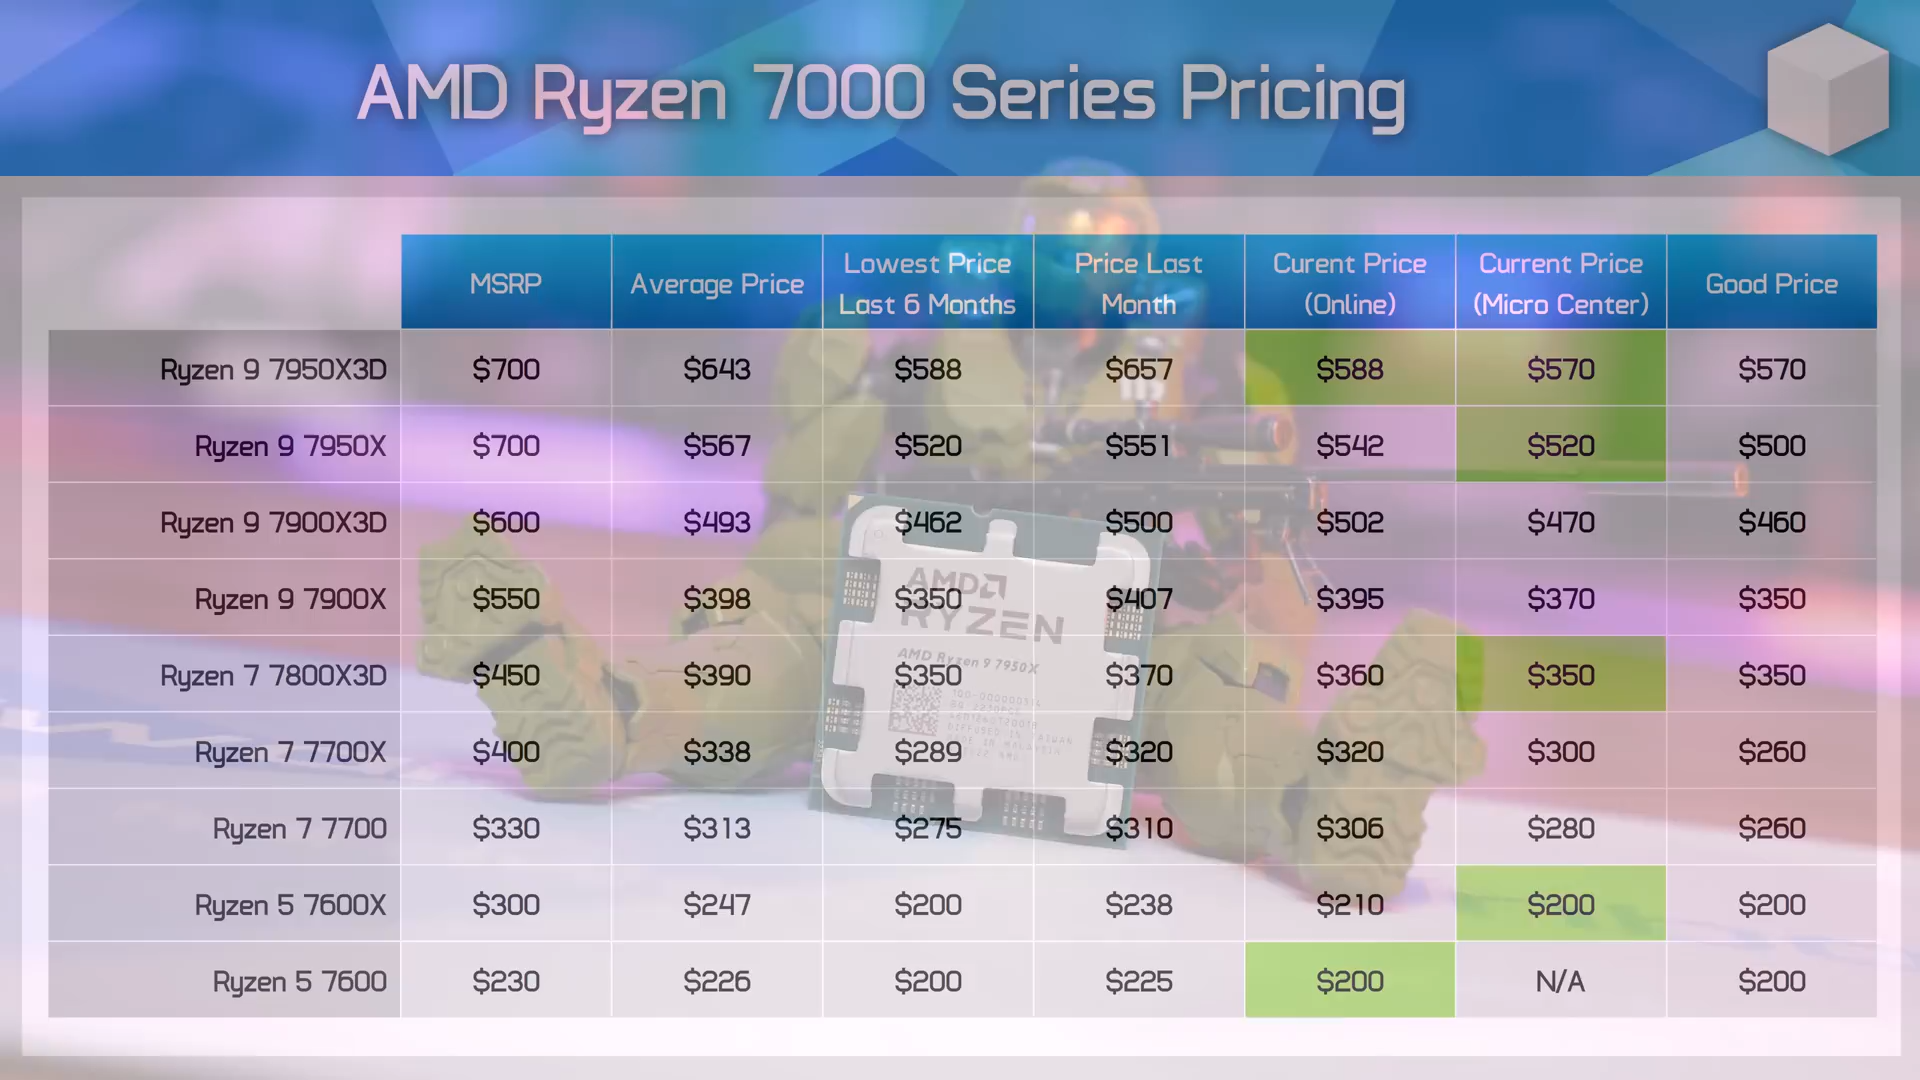 AMD Ryzen 7000 Series Pricing
MSRP Average Price Lowest Price Last 6 Months Price Last Month Curent Price (Online) Current Price (Micro Center) Good Price
Ryzen 9 7950X3D $700 $643 $588 $657 $588 $570 $570
Ryzen 9 7950X $700 $567 $520 $551 $542 $520 $500
Ryzen 9 7900X3D $600 $493 $462 $500 $502 $470 $460
Ryzen 9 7900X $550 $398 $350 $407 $395 $370 $350
Ryzen 7 7800X3D $450 $390 $350 $370 $360 $350 $350
Ryzen 7 7700X $400 $338 $289 $320 $320 $300 $260
Ryzen 7 7700 $330 $313 $275 $310 $306 $280 $260
Ryzen 5 7600X $300 $247 $200 $238 $210 $200 $200
Ryzen 5 7600 $230 $226 $200 $225 $200 N/A $200
AMD
RYZEN
AMD Ryzen 9 7950X